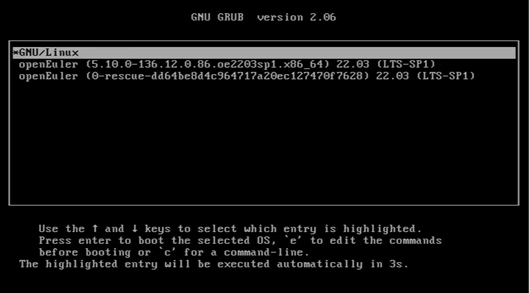 GNU GRUB  version 2.06
*GNU/Linux
openEuler (5.10.0-136.12.0.86.oe2203sp1.x86_64) 22.03 (LTS-SP1)
openEuler (0-rescue-dd64be8d4c964717a20ec127470f7628) 22.03 (LTS-SP1)
Use the ↑ and ↓ keys to select which entry is highlighted.
Press enter to boot the selected OS, `e' to edit the commands
before booting or `c' for a command-line.
The highlighted entry will be executed automatically in 3s.